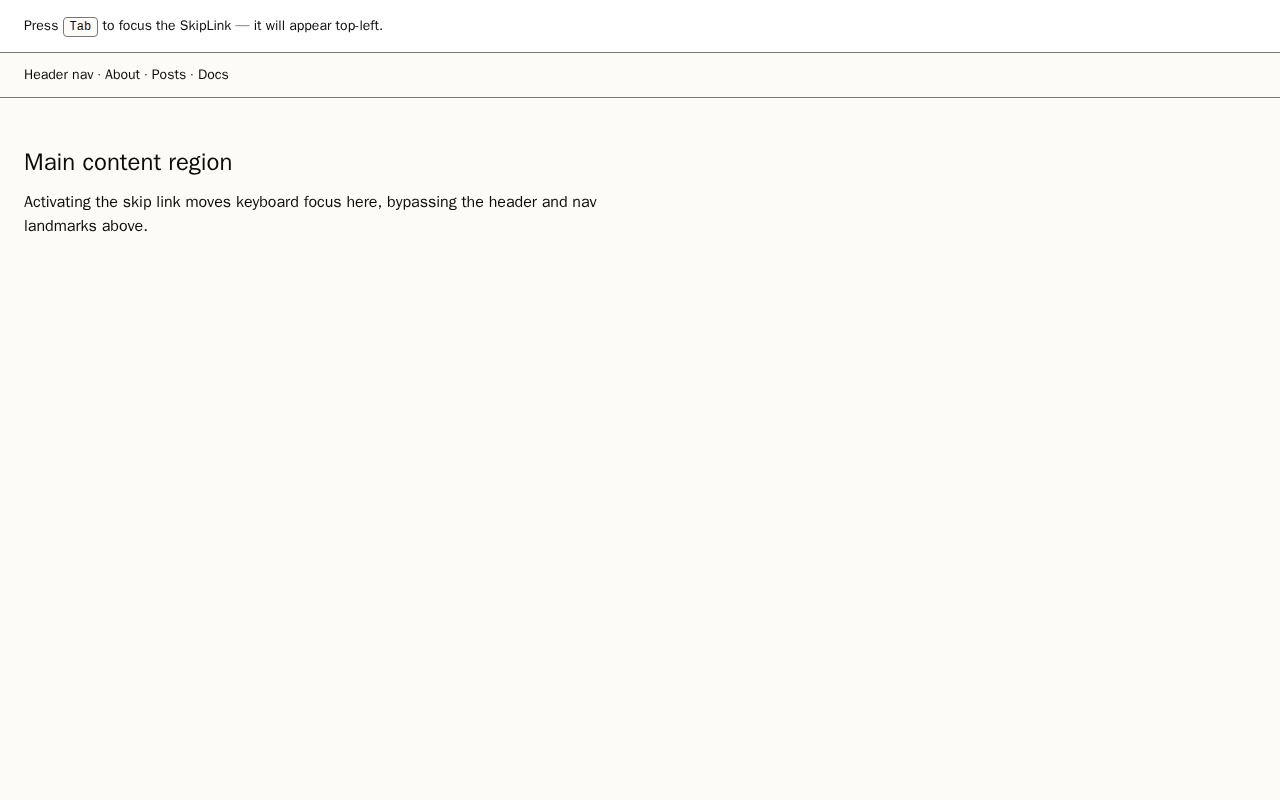 Press Tab to focus the SkipLink — it will appear top-left.
Header nav · About · Posts · Docs
Main content region
Activating the skip link moves keyboard focus here, bypassing the header and nav
landmarks above.